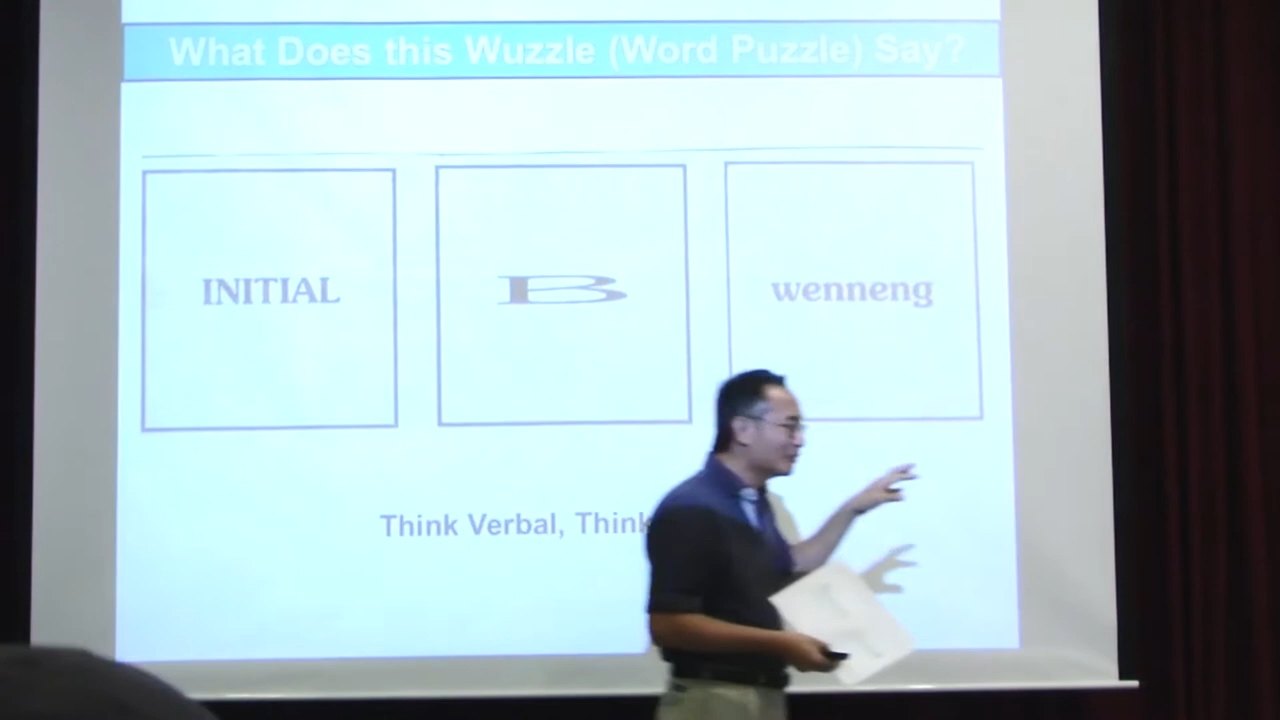 What Does this Wuzzle (Word Puzzle) Say?
INITIAL
B
wenneng
Think Verbal, Think